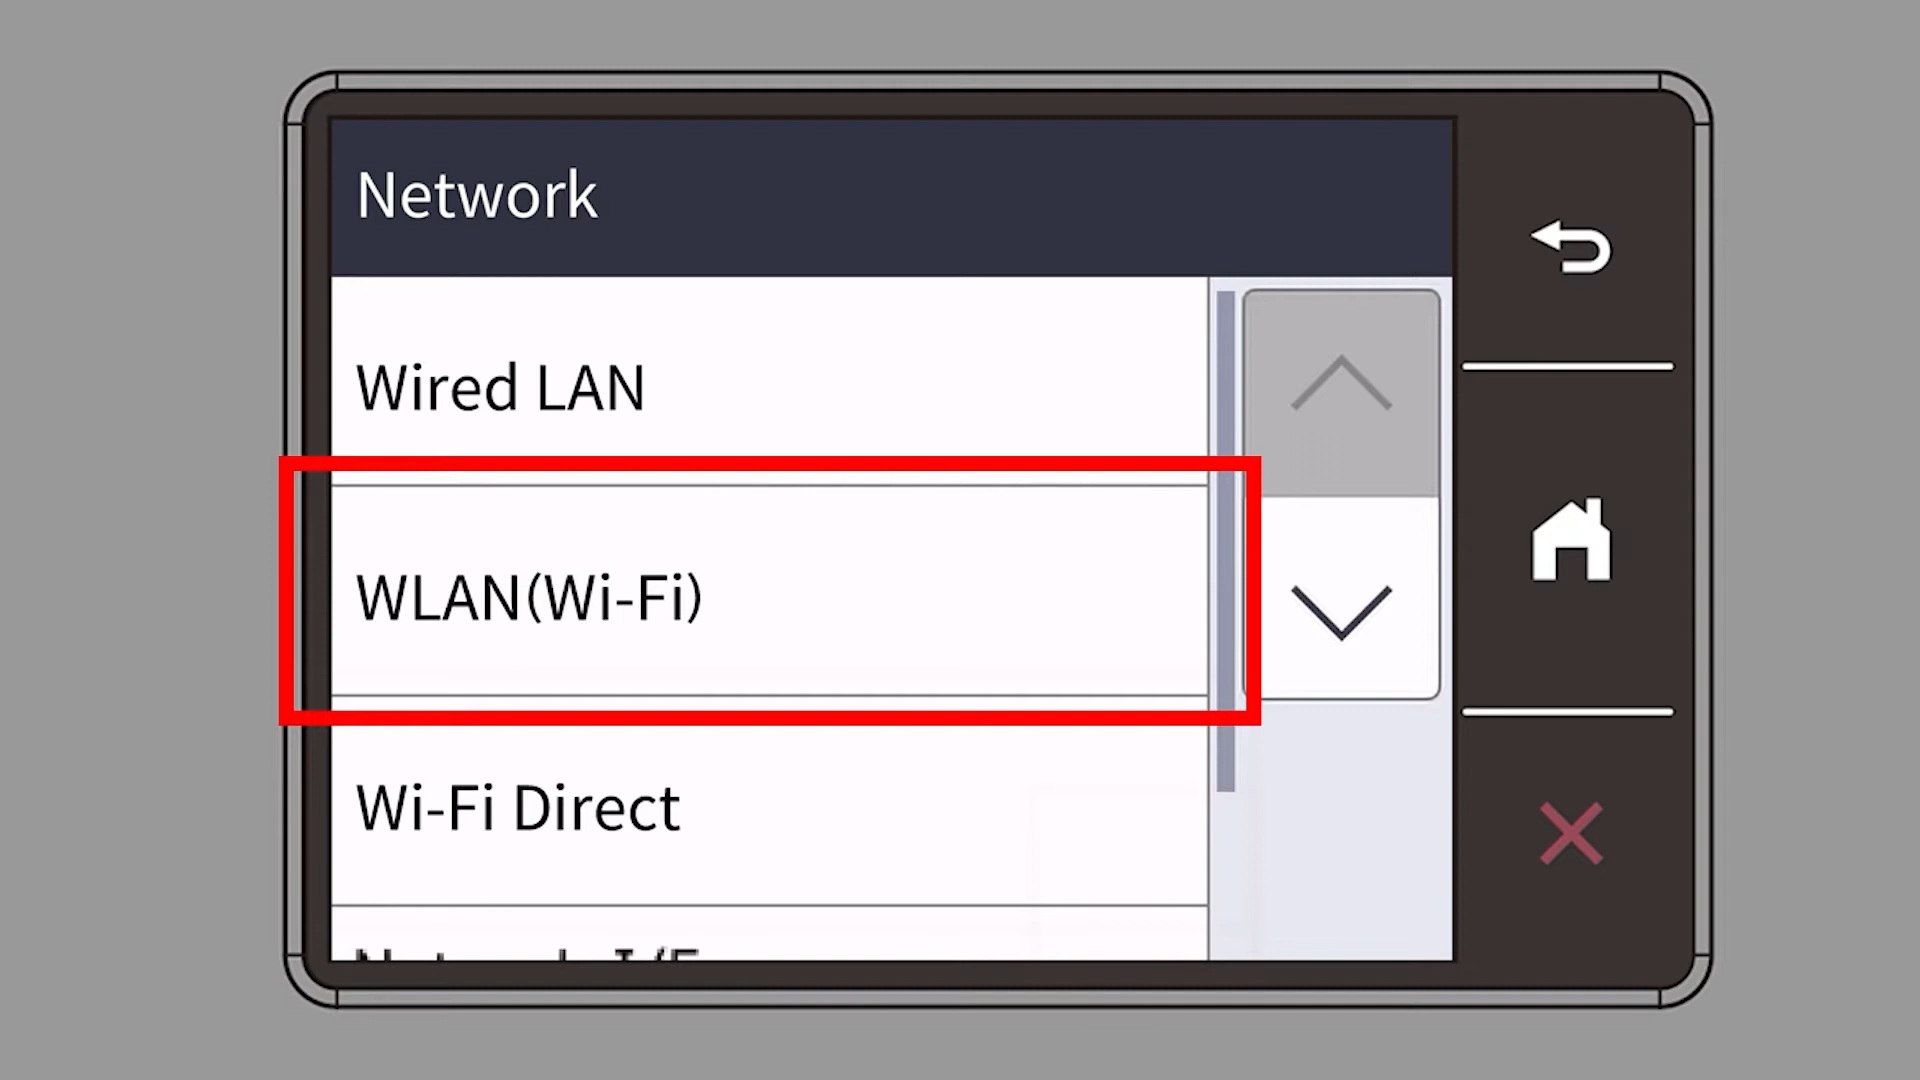 Network
Wired LAN
WLAN(Wi-Fi)
Wi-Fi Direct